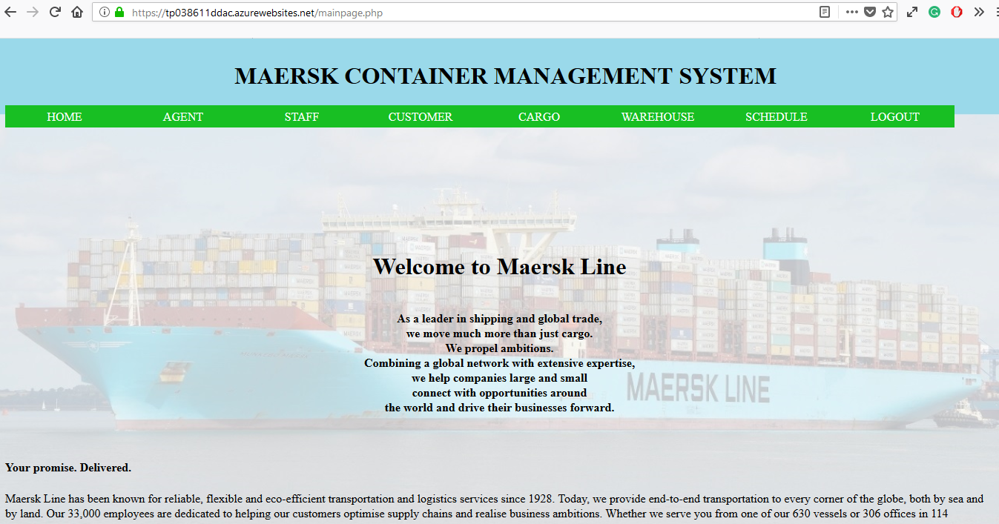 https://tp038611ddac.azurewebsites.net/mainpage.php
MAERSK CONTAINER MANAGEMENT SYSTEM
HOME AGENT STAFF CUSTOMER CARGO WAREHOUSE SCHEDULE LOGOUT
Welcome to Maersk Line
As a leader in shipping and global trade,
we move much more than just cargo.
We propel ambitions.
Combining a global network with extensive expertise,
we help companies large and small
connect with opportunities around
the world and drive their businesses forward.
MAERSK LINE
Your promise. Delivered.
Maersk Line has been known for reliable, flexible and eco-efficient transportation and logistics services since 1928. Today, we provide end-to-end transportation to every corner of the globe, both by sea and
by land. Our 33,000 employees are dedicated to helping our customers optimise supply chains and realise business ambitions. Whether we serve you from one of our 630 vessels or 306 offices in 114